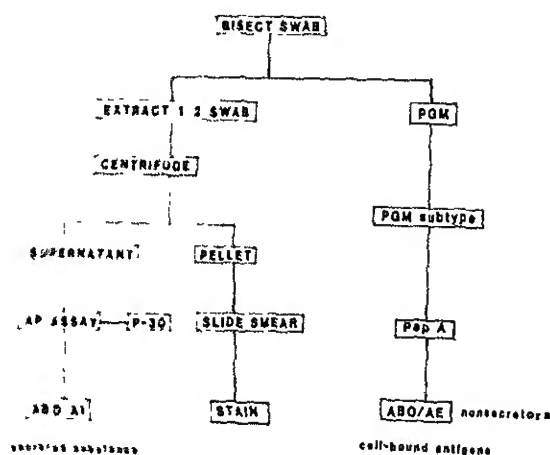 BISECT SWAB
EXTRACT 1 2 SWAB
PGM
CENTRIFUGE
PGM subtype
SUPERNATANT
PELLET
AP ASSAY
P-30
SLIDE SMEAR
Pep A
ABO AI
STAIN
ABO/AE nonsecretors
secreted substance
cell-bound antigens